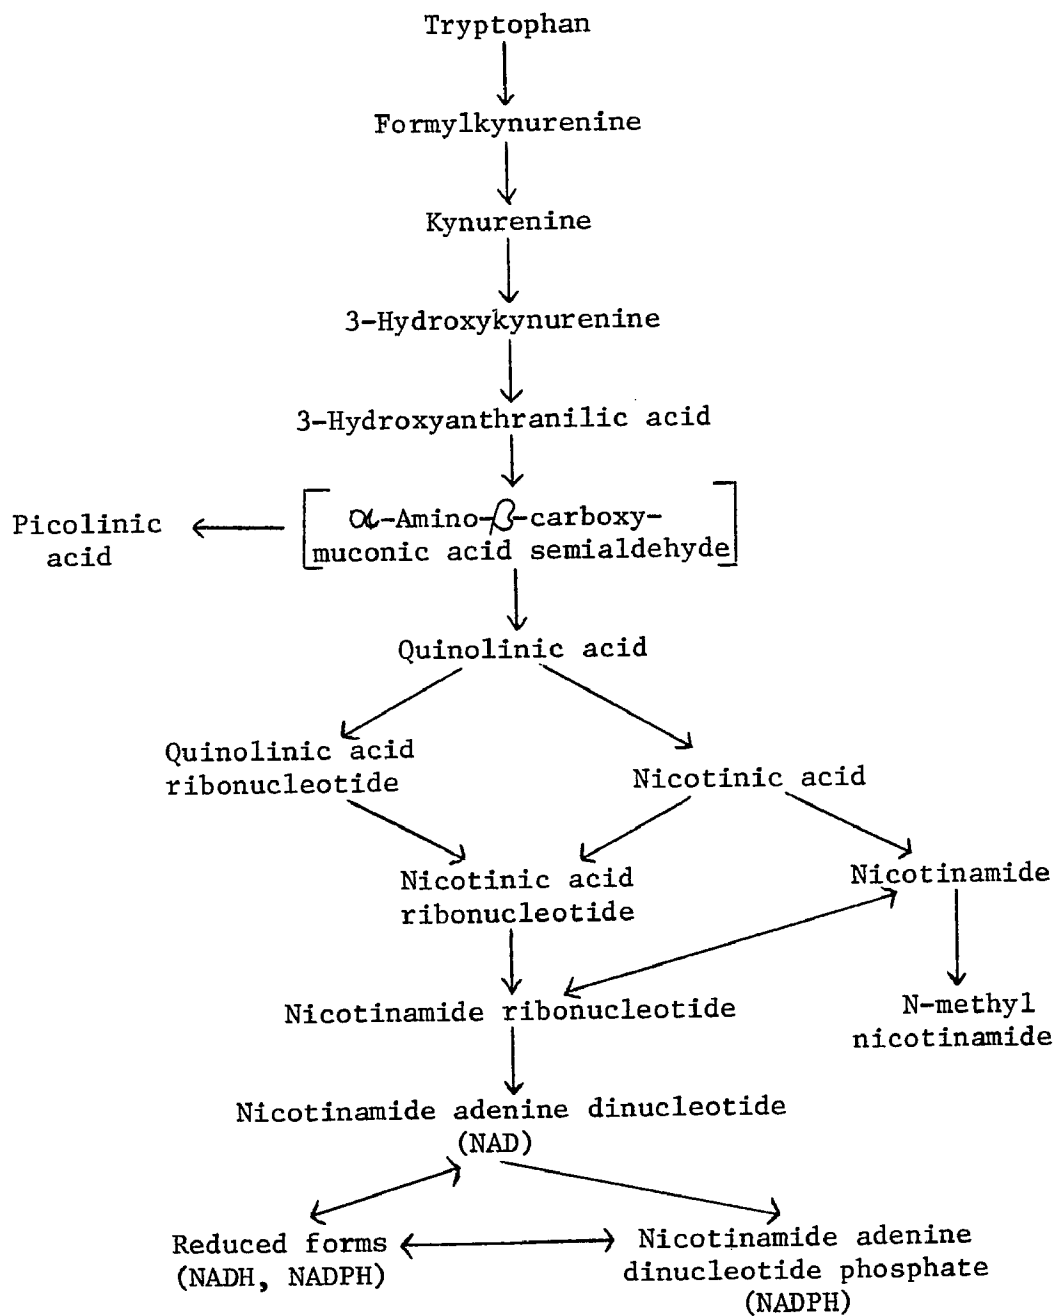 Tryptophan
Formylkynurenine
Kynurenine
3-Hydroxykynurenine
3-Hydroxyanthranilic acid
Picolinic
acid
α-Amino-β-carboxy-
muconic acid semialdehyde
Quinolinic acid
Quinolinic acid
ribonucleotide
Nicotinic acid
Nicotinic acid
ribonucleotide
Nicotinamide
Nicotinamide ribonucleotide
N-methyl
nicotinamide
Nicotinamide adenine dinucleotide
(NAD)
Reduced forms
(NADH, NADPH)
Nicotinamide adenine
dinucleotide phosphate
(NADPH)